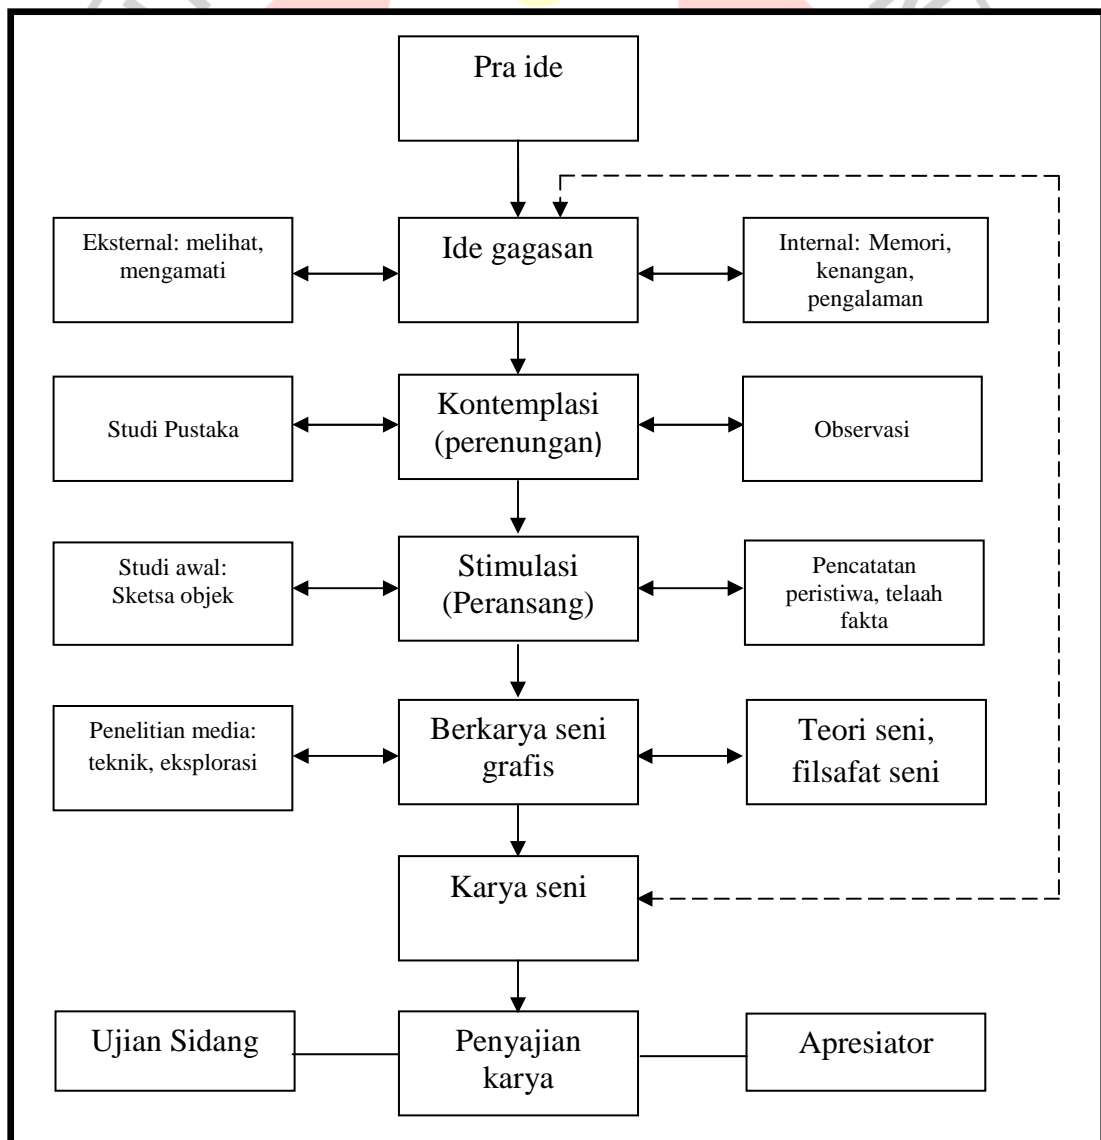 Pra ide
Eksternal: melihat,
mengamati
Ide gagasan
Internal: Memori,
kenangan,
pengalaman
Studi Pustaka
Kontemplasi
(perenungan)
Observasi
Studi awal:
Sketsa objek
Stimulasi
(Peransang)
Pencatatan
peristiwa, telaah
fakta
Penelitian media:
teknik, eksplorasi
Berkarya seni
grafis
Teori seni,
filsafat seni
Karya seni
Ujian Sidang
Penyajian
karya
Apresiator